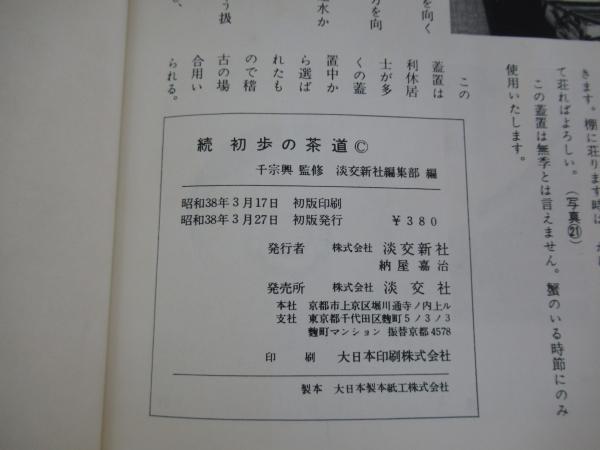 を向く
方を向
水か
う扱
この
蓋置は
利休居
士が多
くの蓋
置中か
ら選ば
れたも
ので稽
古の場
合用い
られる。
きます。棚に荘ります時は
て荘ればよろしい。(写真㉑)
この蓋置は無季とは言えません。蟹のいる時節にのみ
使用いたします。
続 初歩の茶道©
千宗興 監修 淡交新社編集部 編
昭和38年3月17日 初版印刷
昭和38年3月27日 初版発行 ¥380
発行者 株式会社 淡交新社
納屋嘉治
発売所 株式会社 淡交社
本社 京都市上京区堀川通寺ノ内上ル
支社 東京都千代田区麹町5ノ3ノ3
麹町マンション 振替京都4578
印刷 大日本印刷株式会社
製本 大日本製本紙工株式会社